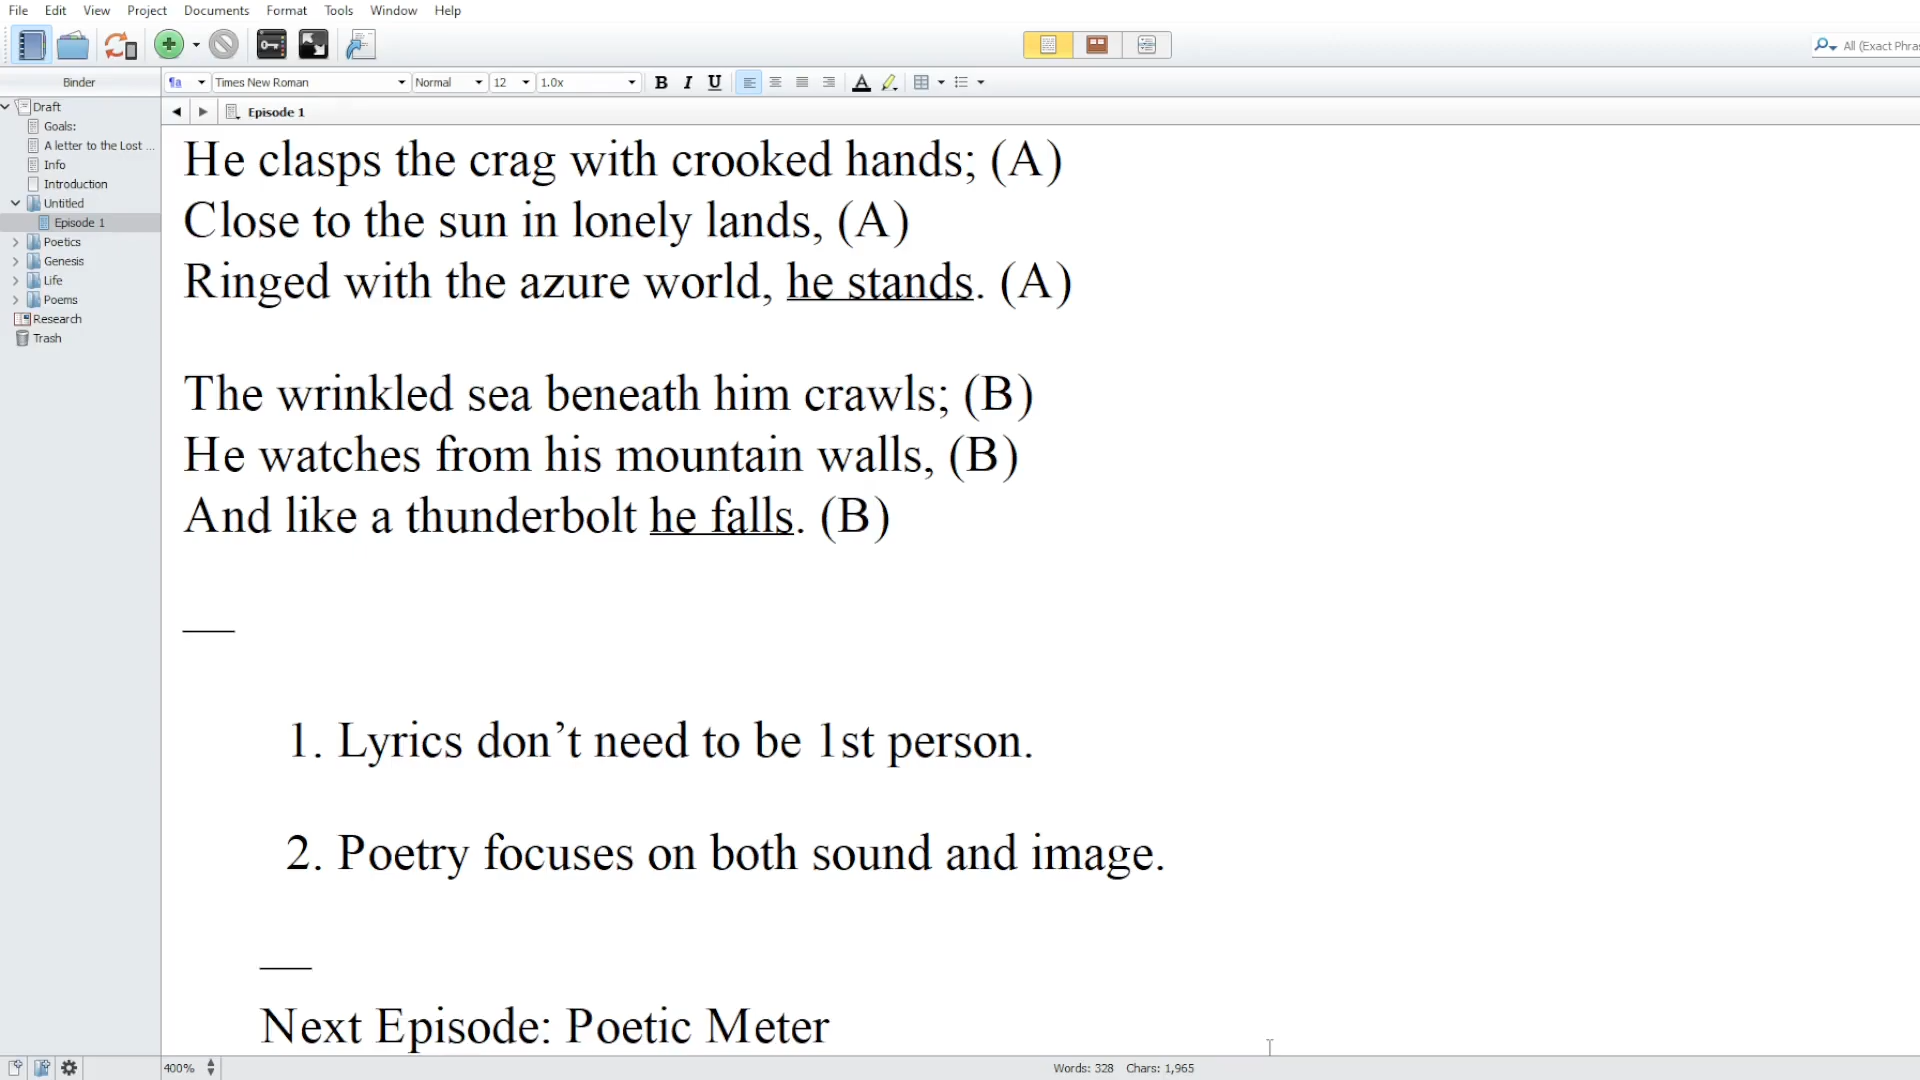 File Edit View Project Documents Format Tools Window Help
All (Exact Phras
Binder
Times New Roman Normal 12 1.0x B I U A
Draft
Goals:
A letter to the Lost ...
Info
Introduction
Untitled
Episode 1
Poetics
Genesis
Life
Poems
Research
Trash
Episode 1
He clasps the crag with crooked hands; (A)
Close to the sun in lonely lands, (A)
Ringed with the azure world, he stands. (A)
The wrinkled sea beneath him crawls; (B)
He watches from his mountain walls, (B)
And like a thunderbolt he falls. (B)
1. Lyrics don’t need to be 1st person.
2. Poetry focuses on both sound and image.
Next Episode: Poetic Meter
400% Words: 328 Chars: 1,965